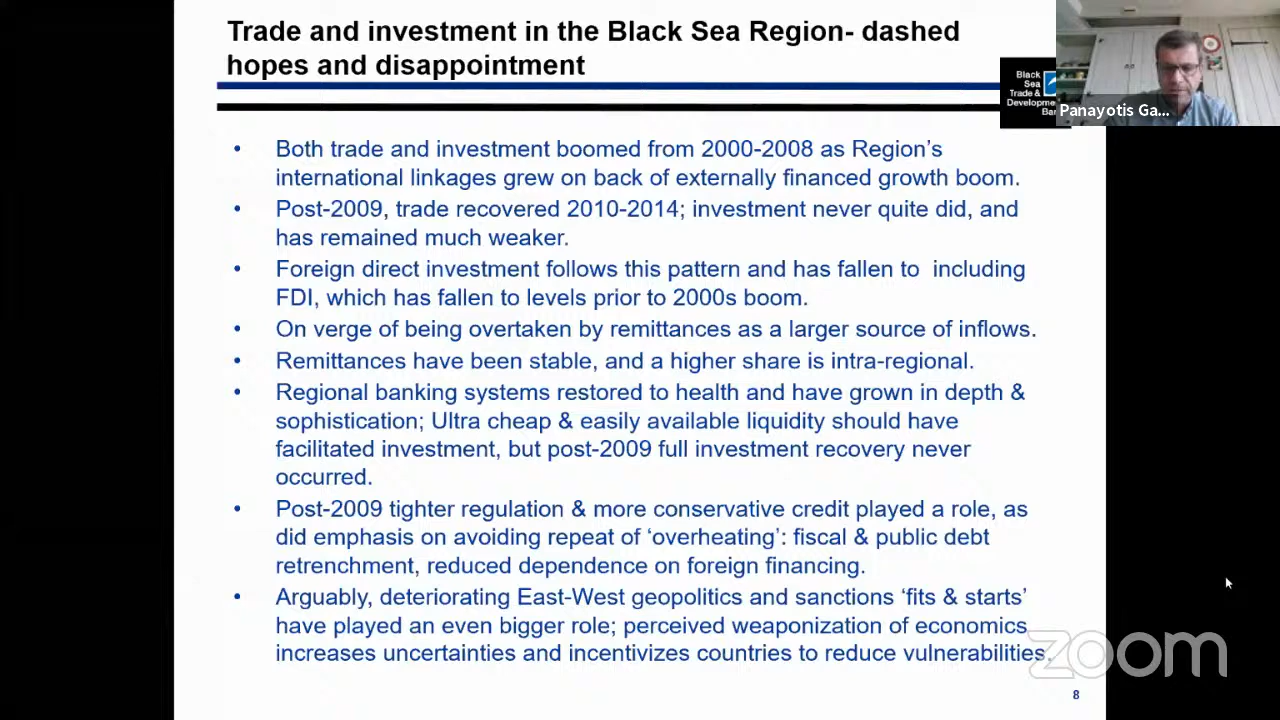 Trade and investment in the Black Sea Region- dashed
hopes and disappointment
Black
Sea
Trade &
Developme
Ba
Panayotis Ga...
• Both trade and investment boomed from 2000-2008 as Region's
international linkages grew on back of externally financed growth boom.
• Post-2009, trade recovered 2010-2014; investment never quite did, and
has remained much weaker.
• Foreign direct investment follows this pattern and has fallen to  including
FDI, which has fallen to levels prior to 2000s boom.
• On verge of being overtaken by remittances as a larger source of inflows.
• Remittances have been stable, and a higher share is intra-regional.
• Regional banking systems restored to health and have grown in depth &
sophistication; Ultra cheap & easily available liquidity should have
facilitated investment, but post-2009 full investment recovery never
occurred.
• Post-2009 tighter regulation & more conservative credit played a role, as
did emphasis on avoiding repeat of 'overheating': fiscal & public debt
retrenchment, reduced dependence on foreign financing.
• Arguably, deteriorating East-West geopolitics and sanctions 'fits & starts'
have played an even bigger role; perceived weaponization of economics
increases uncertainties and incentivizes countries to reduce vulnerabilities.
zoom
8